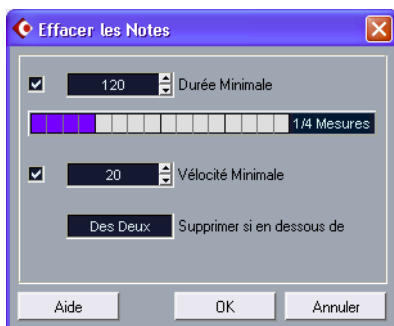 Effacer les Notes
120 Durée Minimale
1/4 Mesures
20 Vélocité Minimale
Des Deux Supprimer si en dessous de
Aide OK Annuler